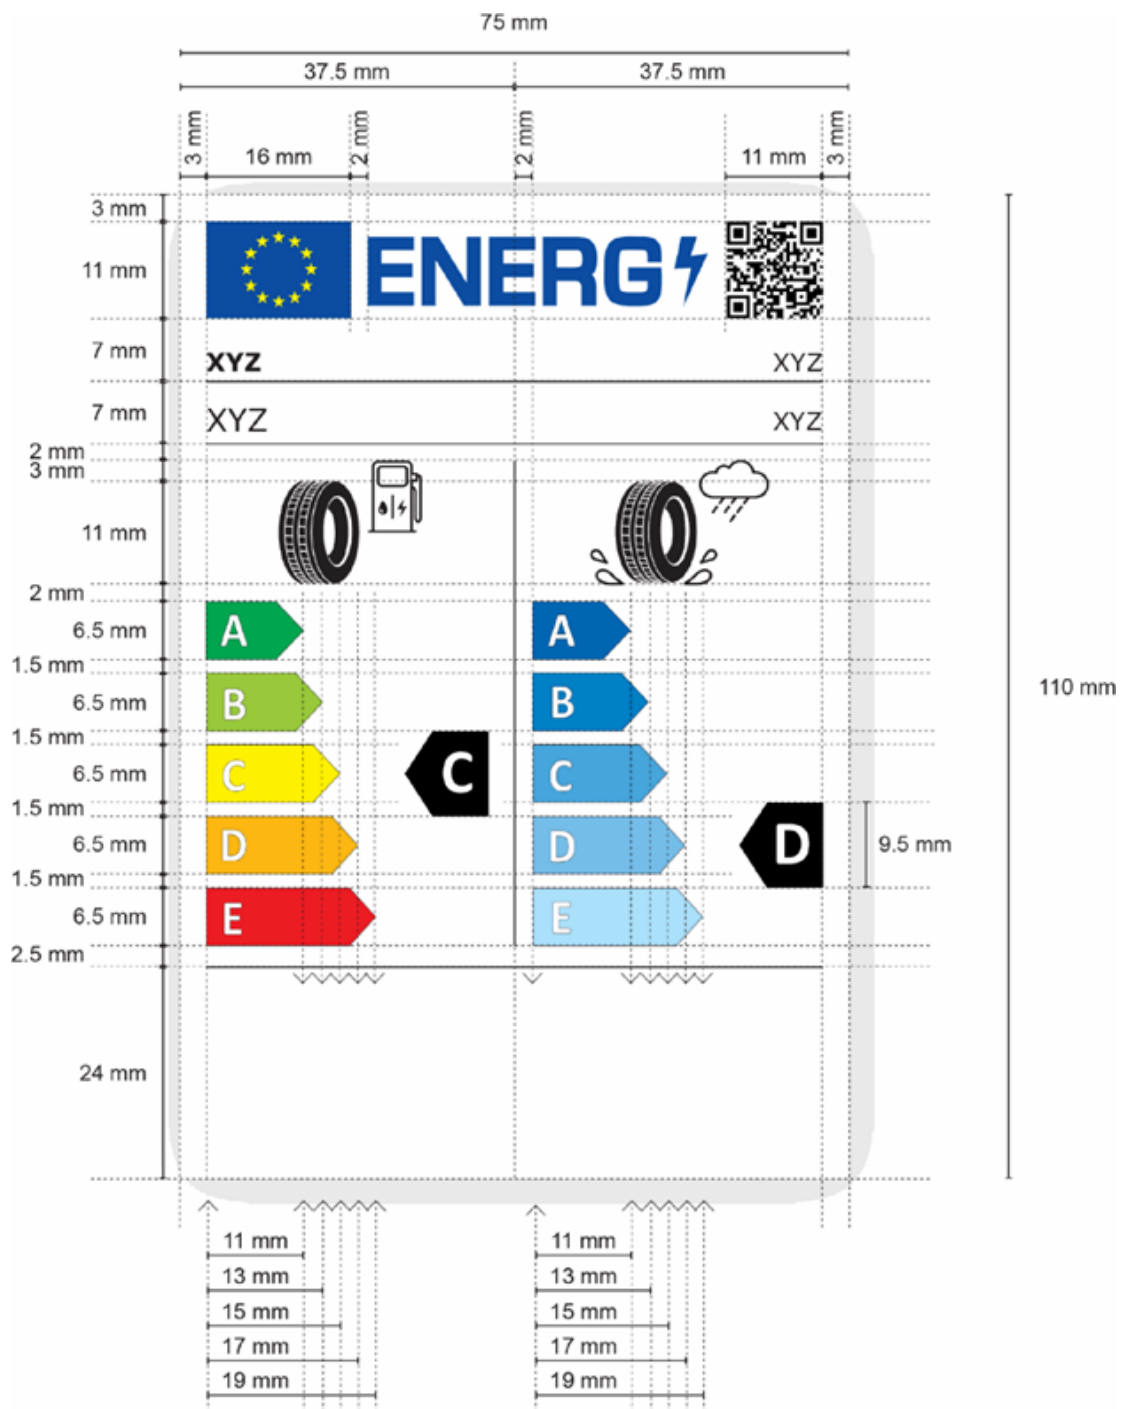 75 mm
37.5 mm 37.5 mm
3 mm 16 mm 2 mm 2 mm 11 mm 3 mm
3 mm
11 mm ENERG
7 mm XYZ XYZ
7 mm XYZ XYZ
2 mm
3 mm
11 mm
2 mm
6.5 mm A A
1.5 mm
6.5 mm B B
110 mm
1.5 mm
6.5 mm C C C
1.5 mm
6.5 mm D D D 9.5 mm
1.5 mm
6.5 mm E E
2.5 mm
24 mm
11 mm 11 mm
13 mm 13 mm
15 mm 15 mm
17 mm 17 mm
19 mm 19 mm